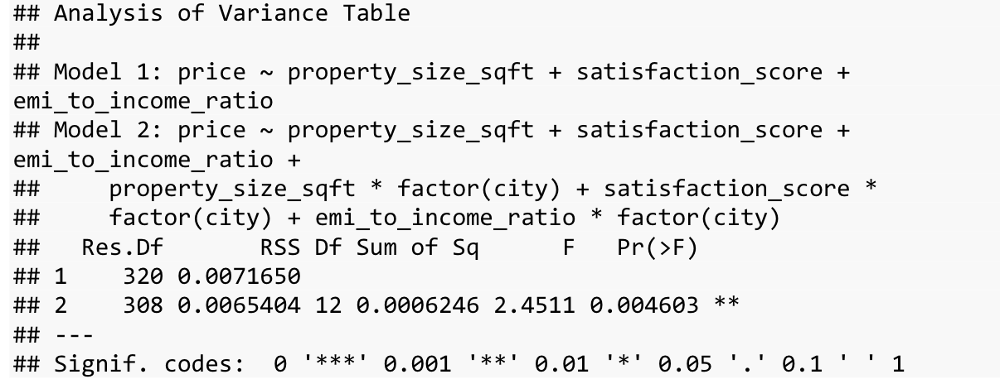 ## Analysis of Variance Table
##
## Model 1: price ~ property_size_sqft + satisfaction_score +
emi_to_income_ratio
## Model 2: price ~ property_size_sqft + satisfaction_score +
emi_to_income_ratio +
##     property_size_sqft * factor(city) + satisfaction_score *
##     factor(city) + emi_to_income_ratio * factor(city)
##   Res.Df       RSS Df Sum of Sq      F   Pr(>F)
## 1    320 0.0071650
## 2    308 0.0065404 12 0.0006246 2.4511 0.004603 **
## ---
## Signif. codes:  0 '***' 0.001 '**' 0.01 '*' 0.05 '.' 0.1 ' ' 1